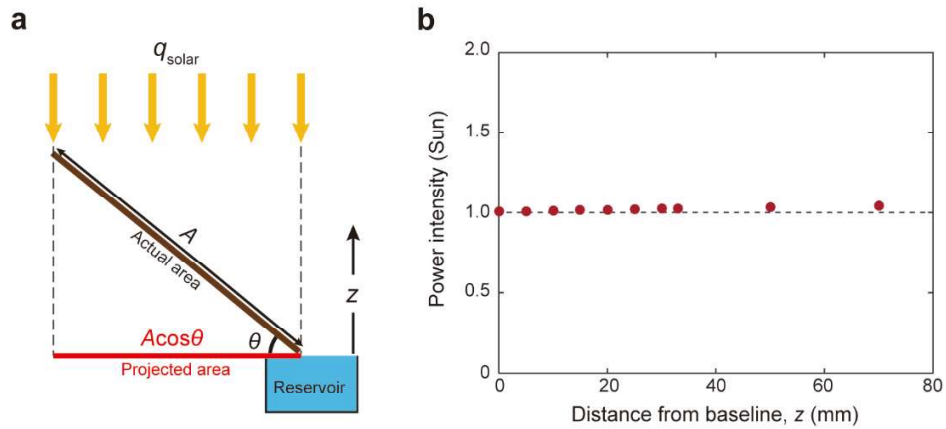 a
q_solar
A
Actual area
z
Acosθ
θ
Projected area
Reservoir
b
2.0
1.5
1.0
0.5
0
Power intensity (Sun)
0 20 40 60 80
Distance from baseline, z (mm)